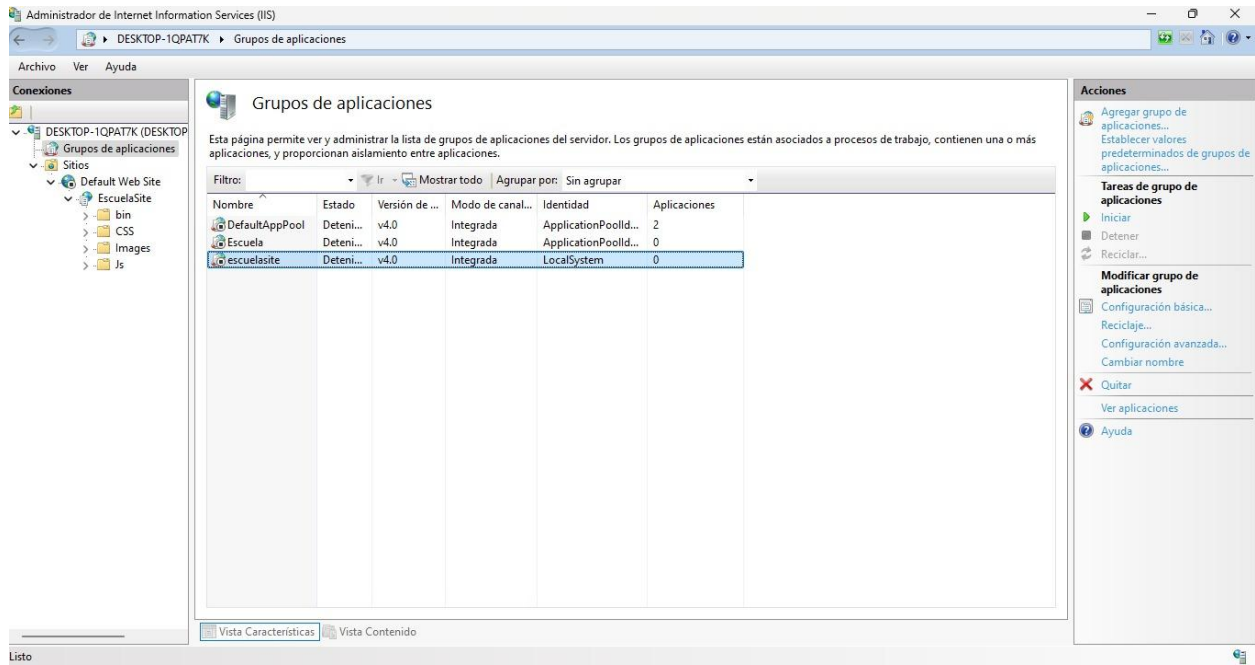 Administrador de Internet Information Services (IIS)
DESKTOP-1QPAT7K Grupos de aplicaciones
Archivo Ver Ayuda
Conexiones
DESKTOP-1QPAT7K (DESKTOP
Grupos de aplicaciones
Sitios
Default Web Site
EscuelaSite
bin
CSS
Images
Js
Grupos de aplicaciones
Esta página permite ver y administrar la lista de grupos de aplicaciones del servidor. Los grupos de aplicaciones están asociados a procesos de trabajo, contienen una o más
aplicaciones, y proporcionan aislamiento entre aplicaciones.
Filtro: Ir Mostrar todo Agrupar por: Sin agrupar
Nombre Estado Versión de ... Modo de canal... Identidad Aplicaciones
DefaultAppPool Deteni... v4.0 Integrada ApplicationPoolId... 2
Escuela Deteni... v4.0 Integrada ApplicationPoolId... 0
escuelasite Deteni... v4.0 Integrada LocalSystem 0
Vista Características Vista Contenido
Acciones
Agregar grupo de
aplicaciones...
Establecer valores
predeterminados de grupos de
aplicaciones...
Tareas de grupo de
aplicaciones
Iniciar
Detener
Reciclar...
Modificar grupo de
aplicaciones
Configuración básica...
Reciclaje...
Configuración avanzada...
Cambiar nombre
Quitar
Ver aplicaciones
Ayuda
Listo